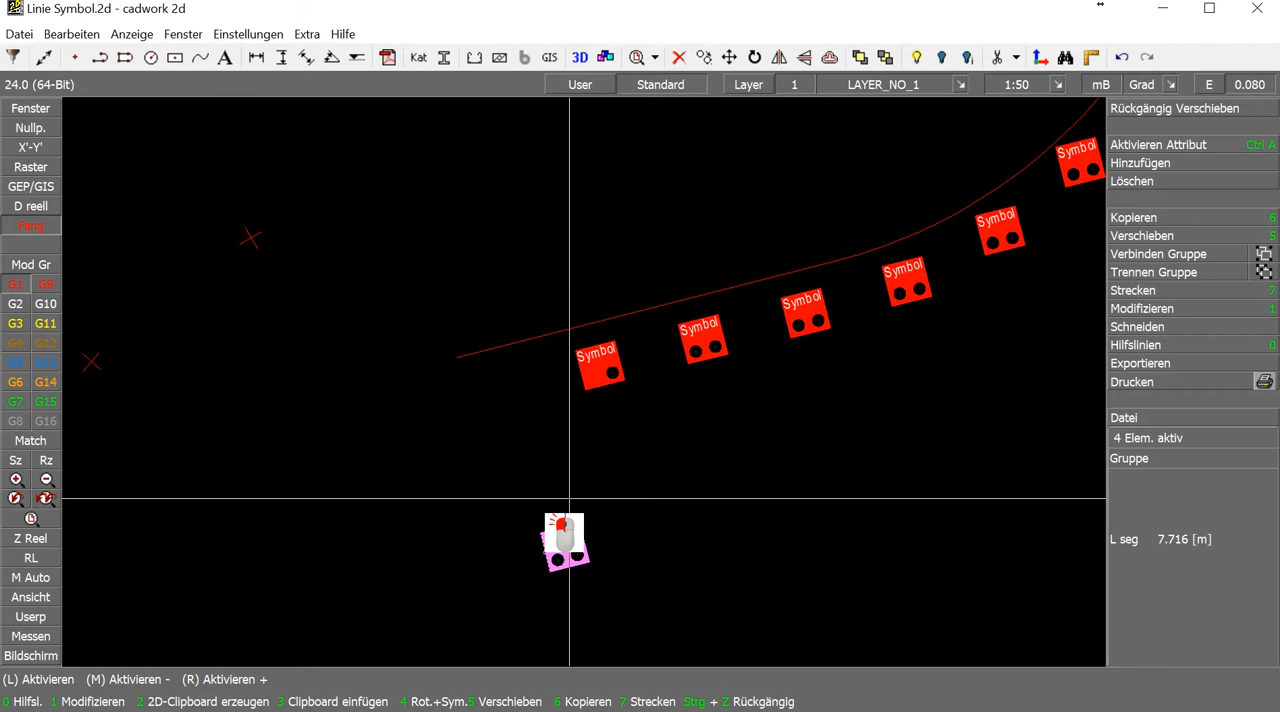 Linie Symbol.2d - cadwork 2d
Datei Bearbeiten Anzeige Fenster Einstellungen Extra Hilfe
Kat GIS 3D
24.0 (64-Bit) User Standard Layer 1 LAYER_NO_1 1:50 mB Grad E 0.080
Fenster
Nullp.
X'-Y'
Raster
GEP/GIS
D reell
Fang
Mod Gr
G1 G9
G2 G10
G3 G11
G4 G12
G5 G13
G6 G14
G7 G15
G8 G16
Match
Sz Rz
Z Reel
RL
M Auto
Ansicht
Userp
Messen
Bildschirm
Symbol
Symbol
Symbol
Symbol
Symbol
Symbol
Rückgängig Verschieben
Aktivieren Attribut Ctrl A
Hinzufügen
Löschen
Kopieren 6
Verschieben 5
Verbinden Gruppe
Trennen Gruppe
Strecken 7
Modifizieren 1
Schneiden
Hilfslinien 0
Exportieren
Drucken
Datei
4 Elem. aktiv
Gruppe
L seg 7.716 [m]
(L) Aktivieren (M) Aktivieren - (R) Aktivieren +
0 Hilfsl. 1 Modifizieren 2 2D-Clipboard erzeugen 3 Clipboard einfügen 4 Rot.+Sym. 5 Verschieben 6 Kopieren 7 Strecken Strg + Z Rückgängig